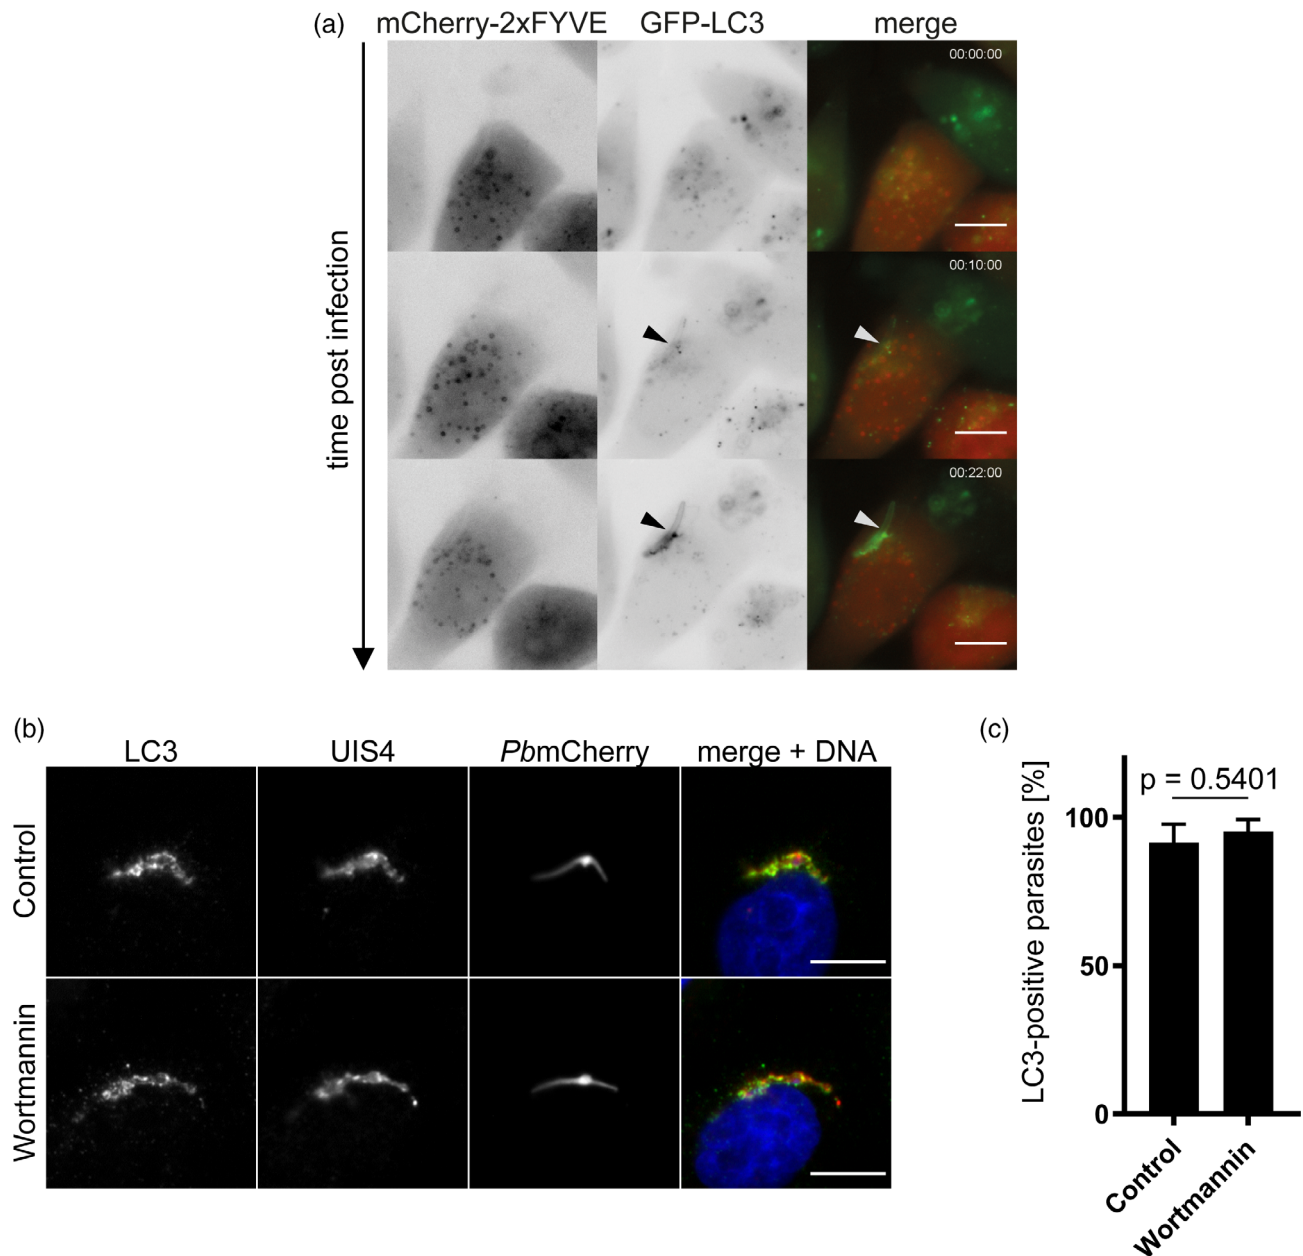 (a)
mCherry-2xFYVE GFP-LC3 merge
00:00:00
00:10:00
00:22:00
time post infection
(b)
LC3 UIS4 PbmCherry merge + DNA
Control
Wortmannin
(c)
p = 0.5401
LC3-positive parasites [%]
100
50
0
Control
Wortmannin